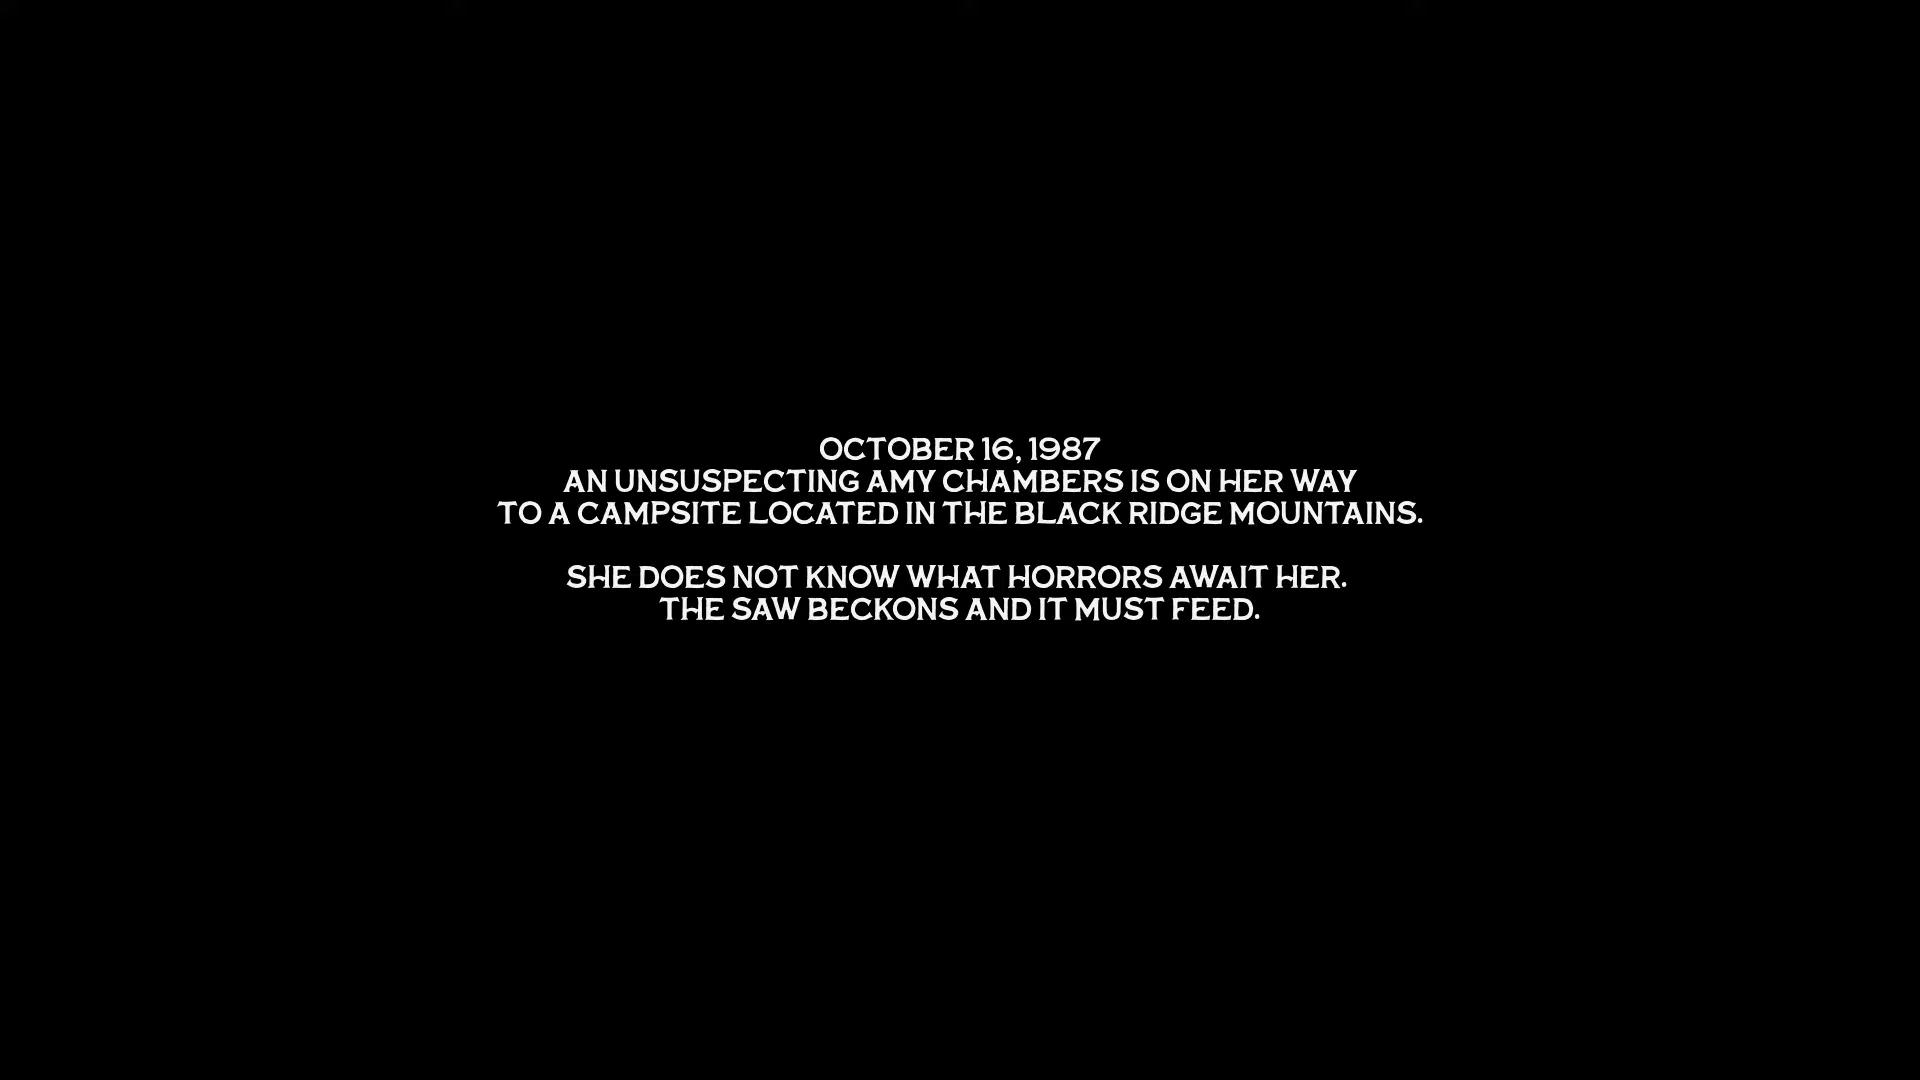 OCTOBER 16, 1987
AN UNSUSPECTING AMY CHAMBERS IS ON HER WAY
TO A CAMPSITE LOCATED IN THE BLACK RIDGE MOUNTAINS.
SHE DOES NOT KNOW WHAT HORRORS AWAIT HER.
THE SAW BECKONS AND IT MUST FEED.